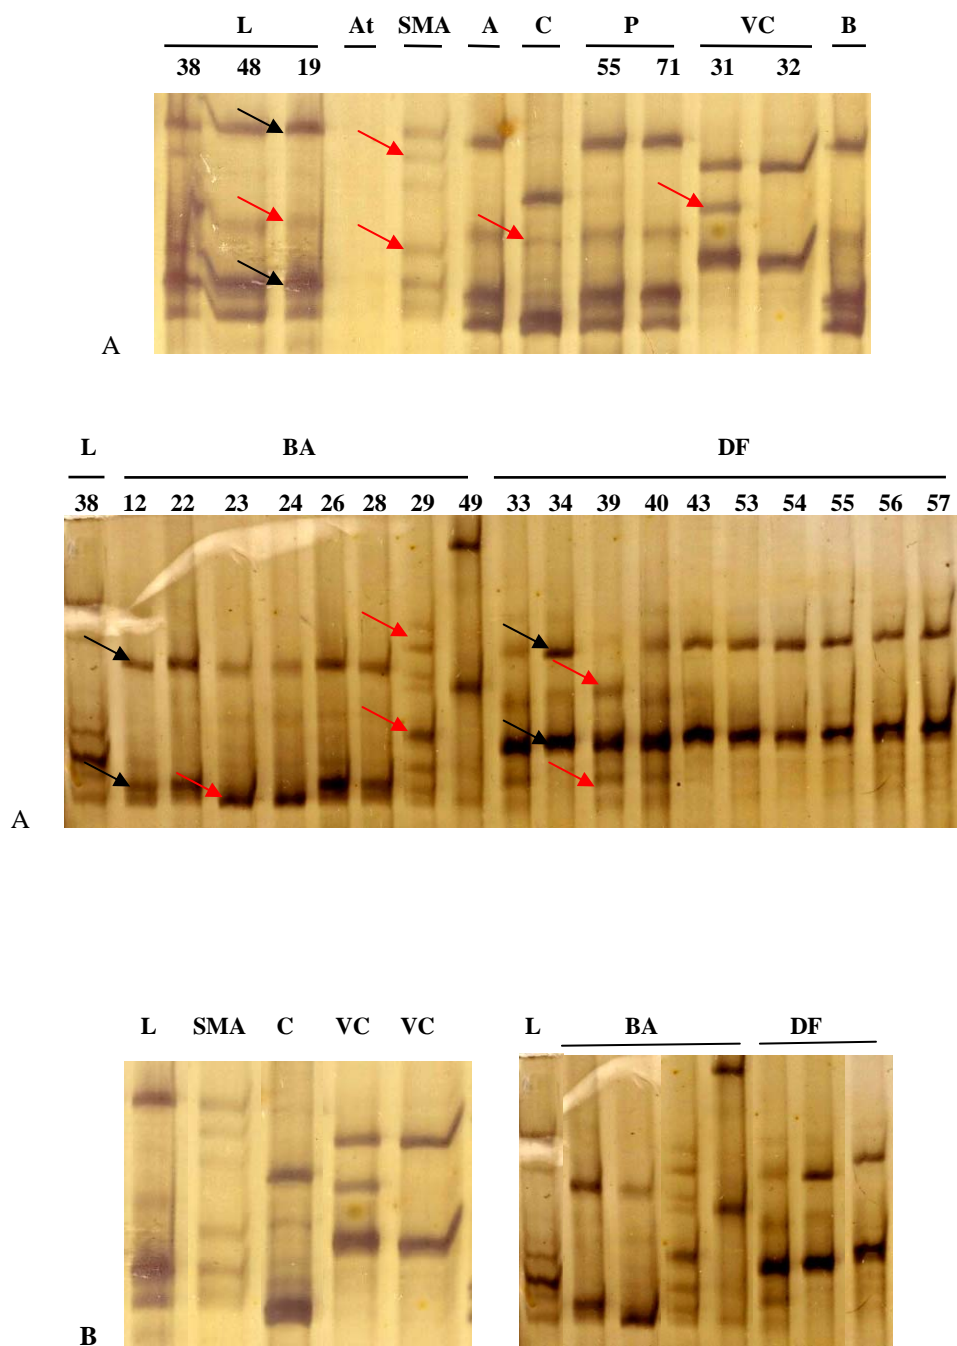 L At SMA A C P VC B
38 48 19 55 71 31 32
A
L BA DF
38 12 22 23 24 26 28 29 49 33 34 39 40 43 53 54 55 56 57
A
L SMA C VC VC L BA DF
B